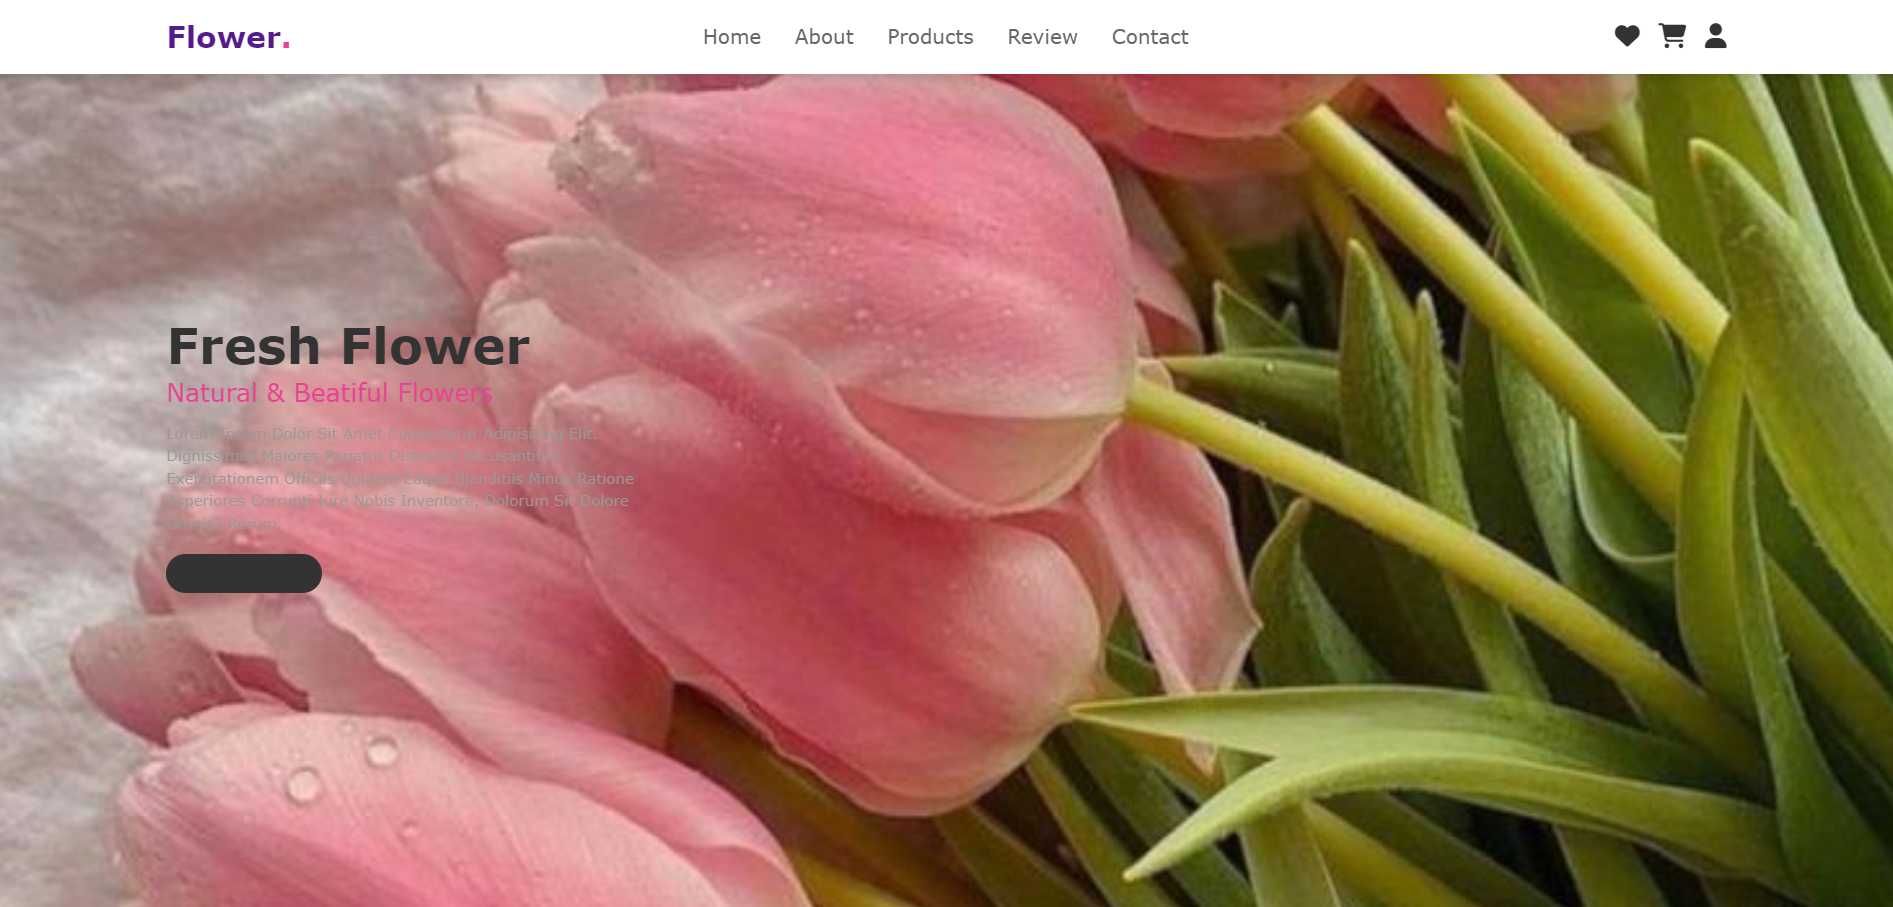 Flower.
Home About Products Review Contact
Fresh Flower
Natural & Beatiful Flowers
Lorem Ipsum Dolor Sit Amet Consectetur Adipisicing Elit.
Dignissimos Maiores Pariatur Distinctio Accusantium
Exercitationem Officiis Quidem Eaque Blanditiis Minus Ratione
Asperiores Corrupti Iure Nobis Inventore, Dolorum Sit Dolore
Rerum.